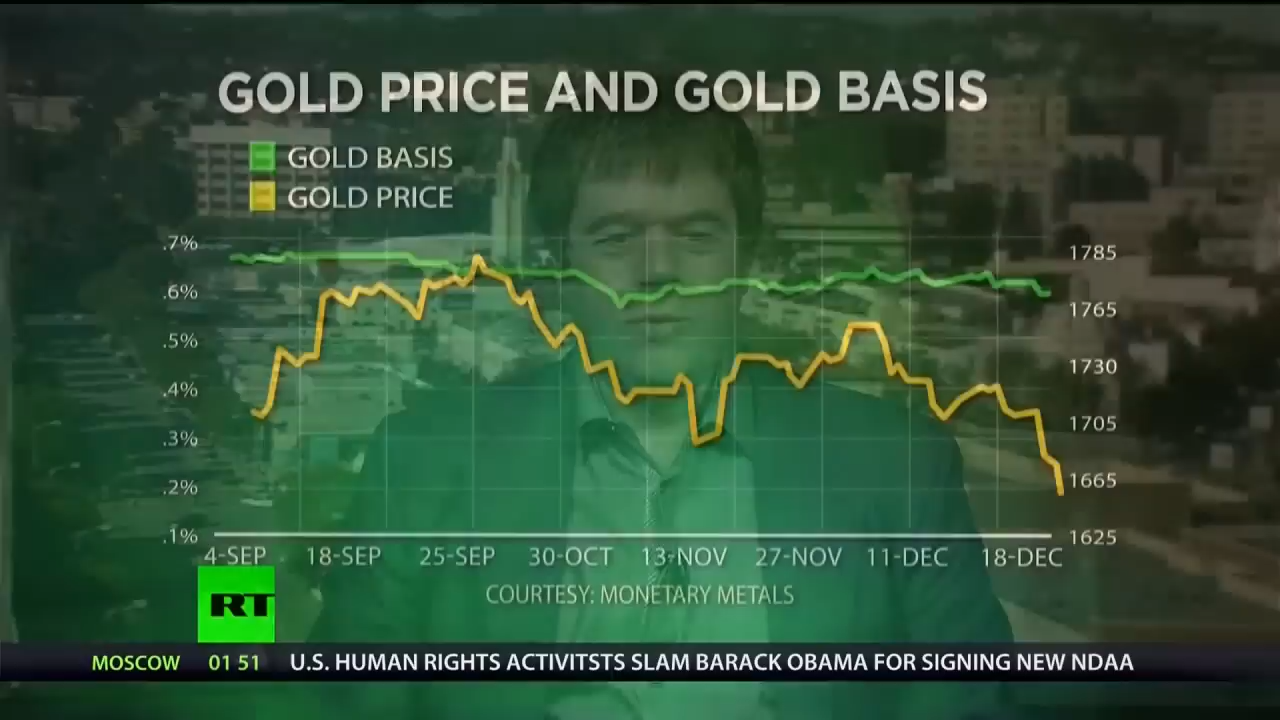 GOLD PRICE AND GOLD BASIS
GOLD BASIS
GOLD PRICE
.7%
.6%
.5%
.4%
.3%
.2%
.1%
1785
1765
1730
1705
1665
1625
4-SEP 18-SEP 25-SEP 30-OCT 13-NOV 27-NOV 11-DEC 18-DEC
COURTESY: MONETARY METALS
RT
MOSCOW 01 51 U.S. HUMAN RIGHTS ACTIVITSTS SLAM BARACK OBAMA FOR SIGNING NEW NDAA